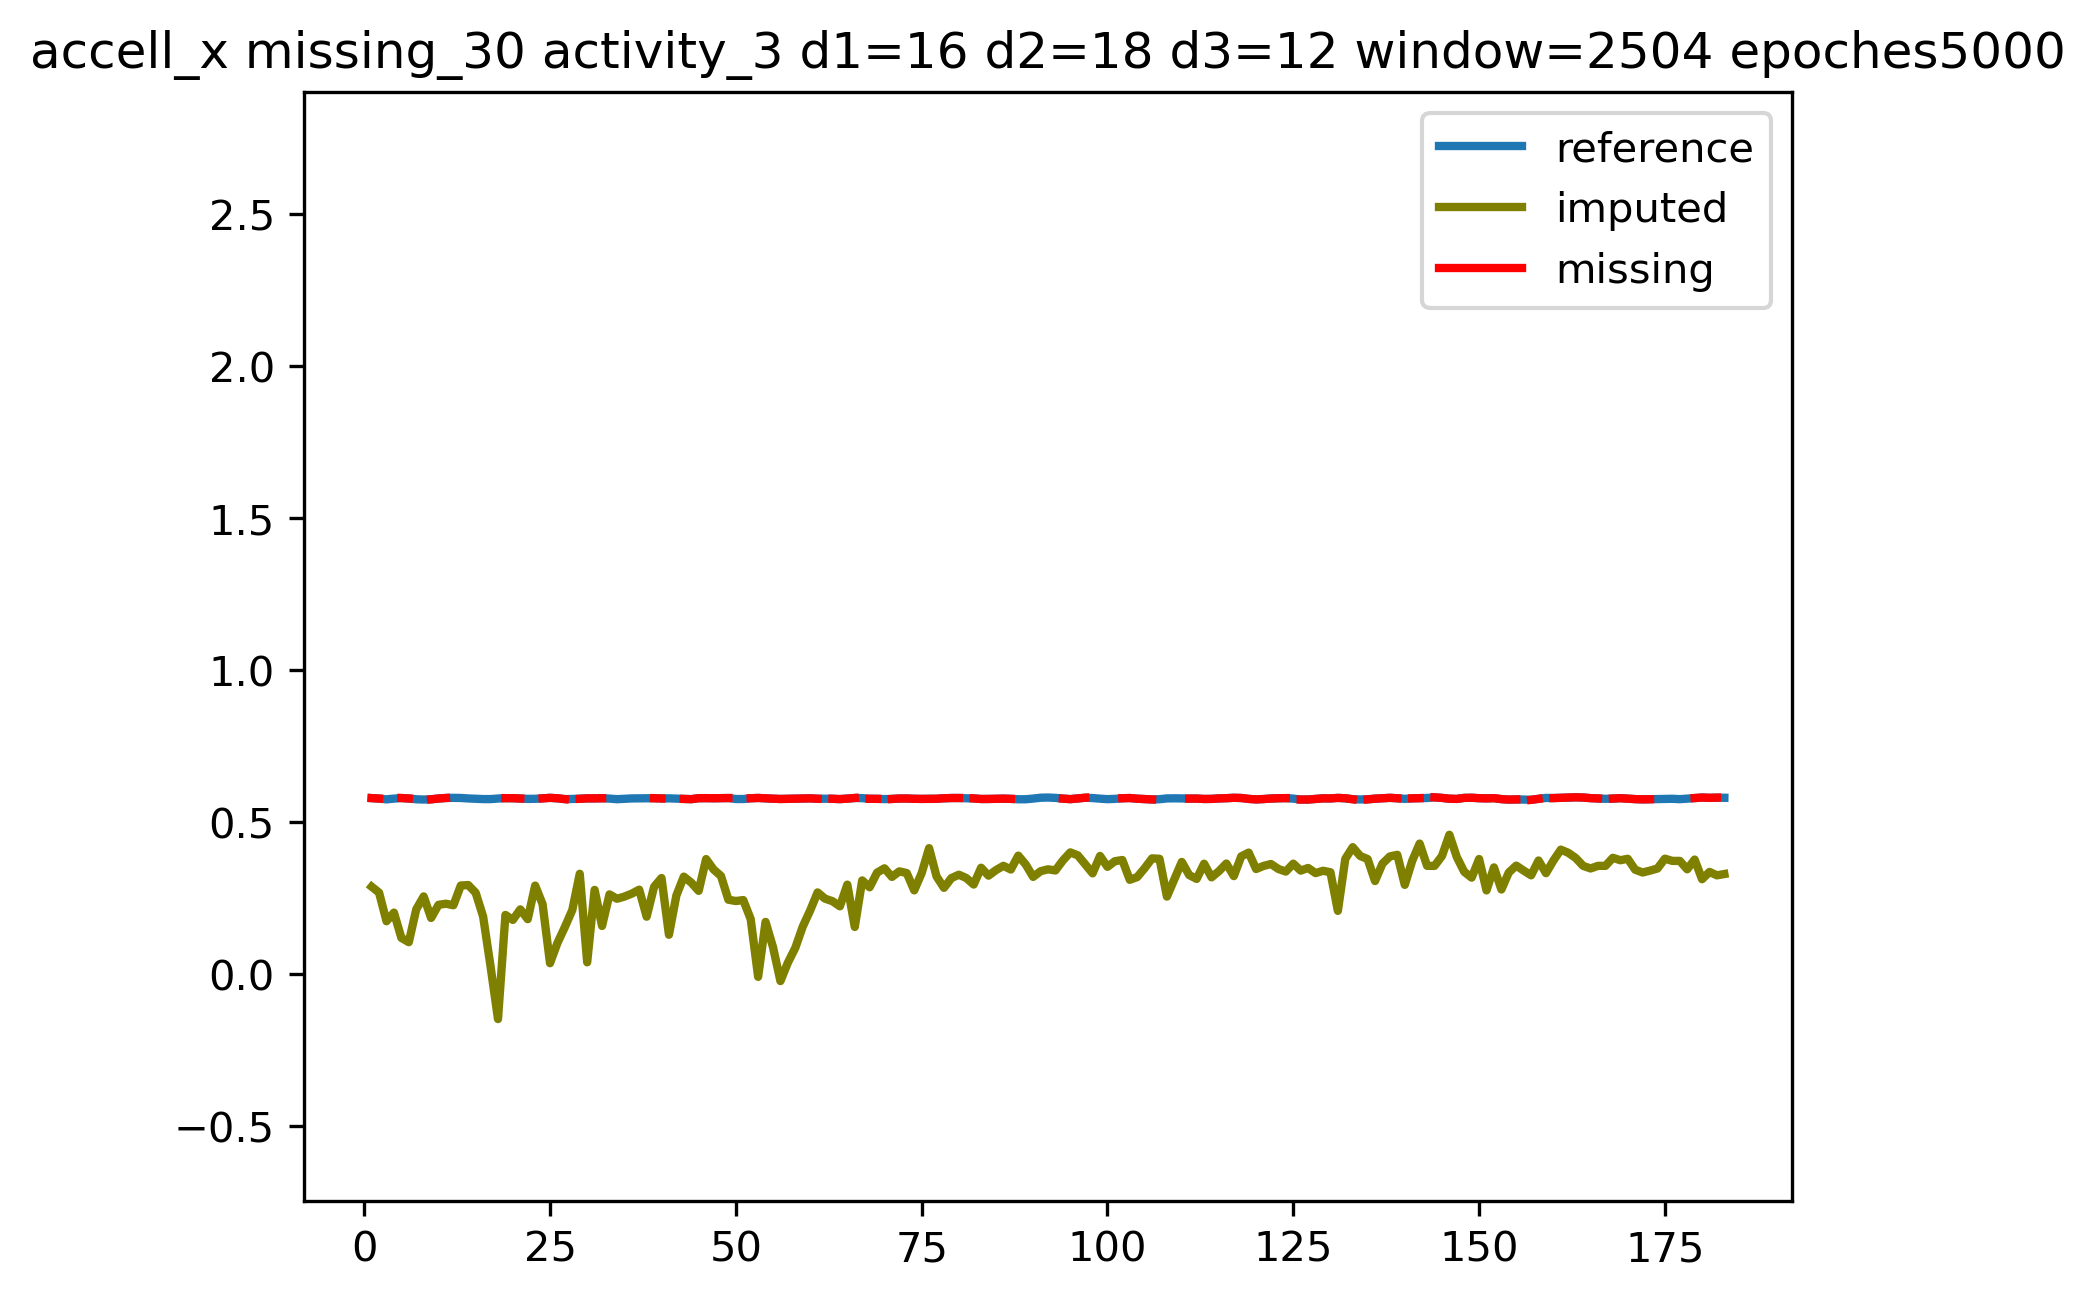 accell_x missing_30 activity_3 d1=16 d2=18 d3=12 window=2504 epoches5000
reference
imputed
missing
2.5
2.0
1.5
1.0
0.5
0.0
−0.5
0 25 50 75 100 125 150 175